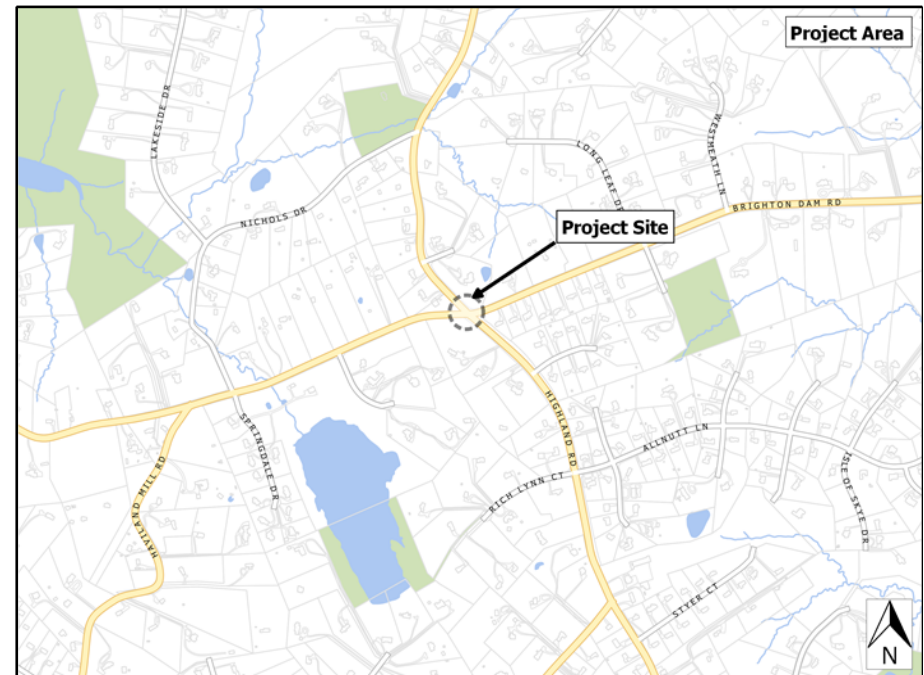 Project Area
LAKESIDE DR
WESTMEATH LN
LONG LEAF DR
NICHOLS DR
BRIGHTON DAM RD
Project Site
HIGHLAND RD
SPRINGDALE DR
HAVILAND MILL RD
ALLNUTT LN
RICH LYNN CT
ISLE OF SKYE DR
STYER CT
N